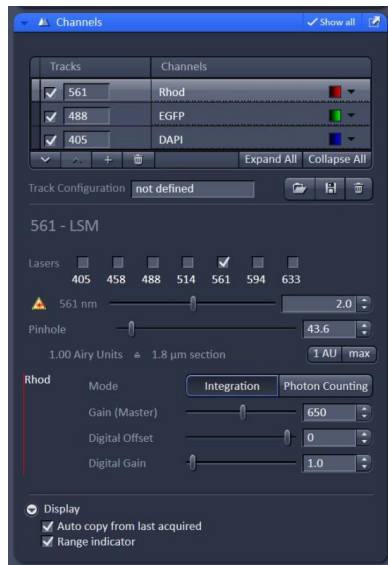 Channels Show all
Tracks Channels
561 Rhod
488 EGFP
405 DAPI
Expand All Collapse All
Track Configuration not defined
561 - LSM
Lasers
405 458 488 514 561 594 633
561 nm 2.0
Pinhole 43.6
1.00 Airy Units ≙ 1.8 µm section 1 AU max
Rhod Mode Integration Photon Counting
Gain (Master) 650
Digital Offset 0
Digital Gain 1.0
Display
Auto copy from last acquired
Range indicator